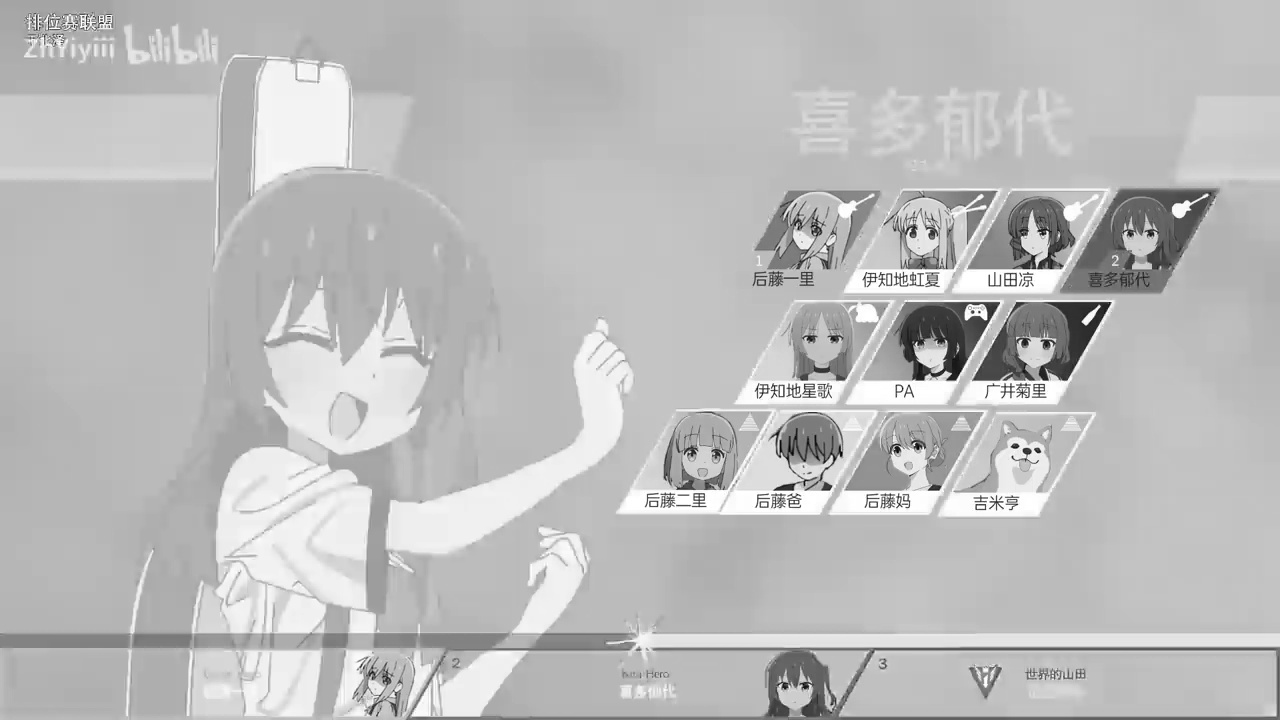 排位赛联盟
ZhYiyiii bilibili
喜多郁代
1
后藤一里
伊知地虹夏
山田凉
2
喜多郁代
伊知地星歌
PA
广井菊里
后藤二里
后藤爸
后藤妈
吉米亨
2
Kita-Hero
喜多郁代
3
世界的山田